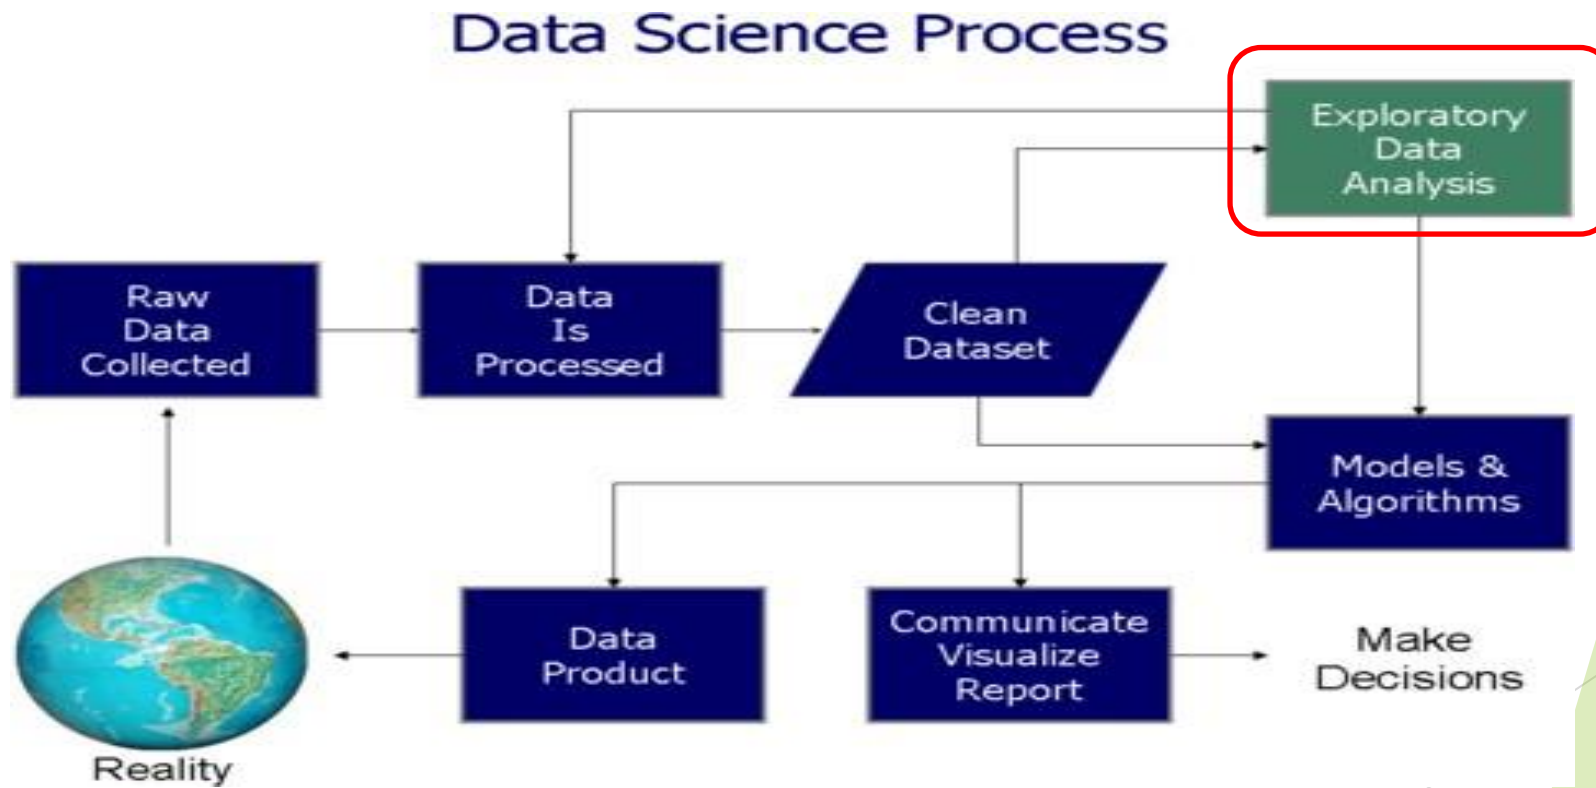 Data Science Process
Exploratory
Data
Analysis
Raw
Data
Collected
Data
Is
Processed
Clean
Dataset
Models &
Algorithms
Data
Product
Communicate
Visualize
Report
Make
Decisions
Reality